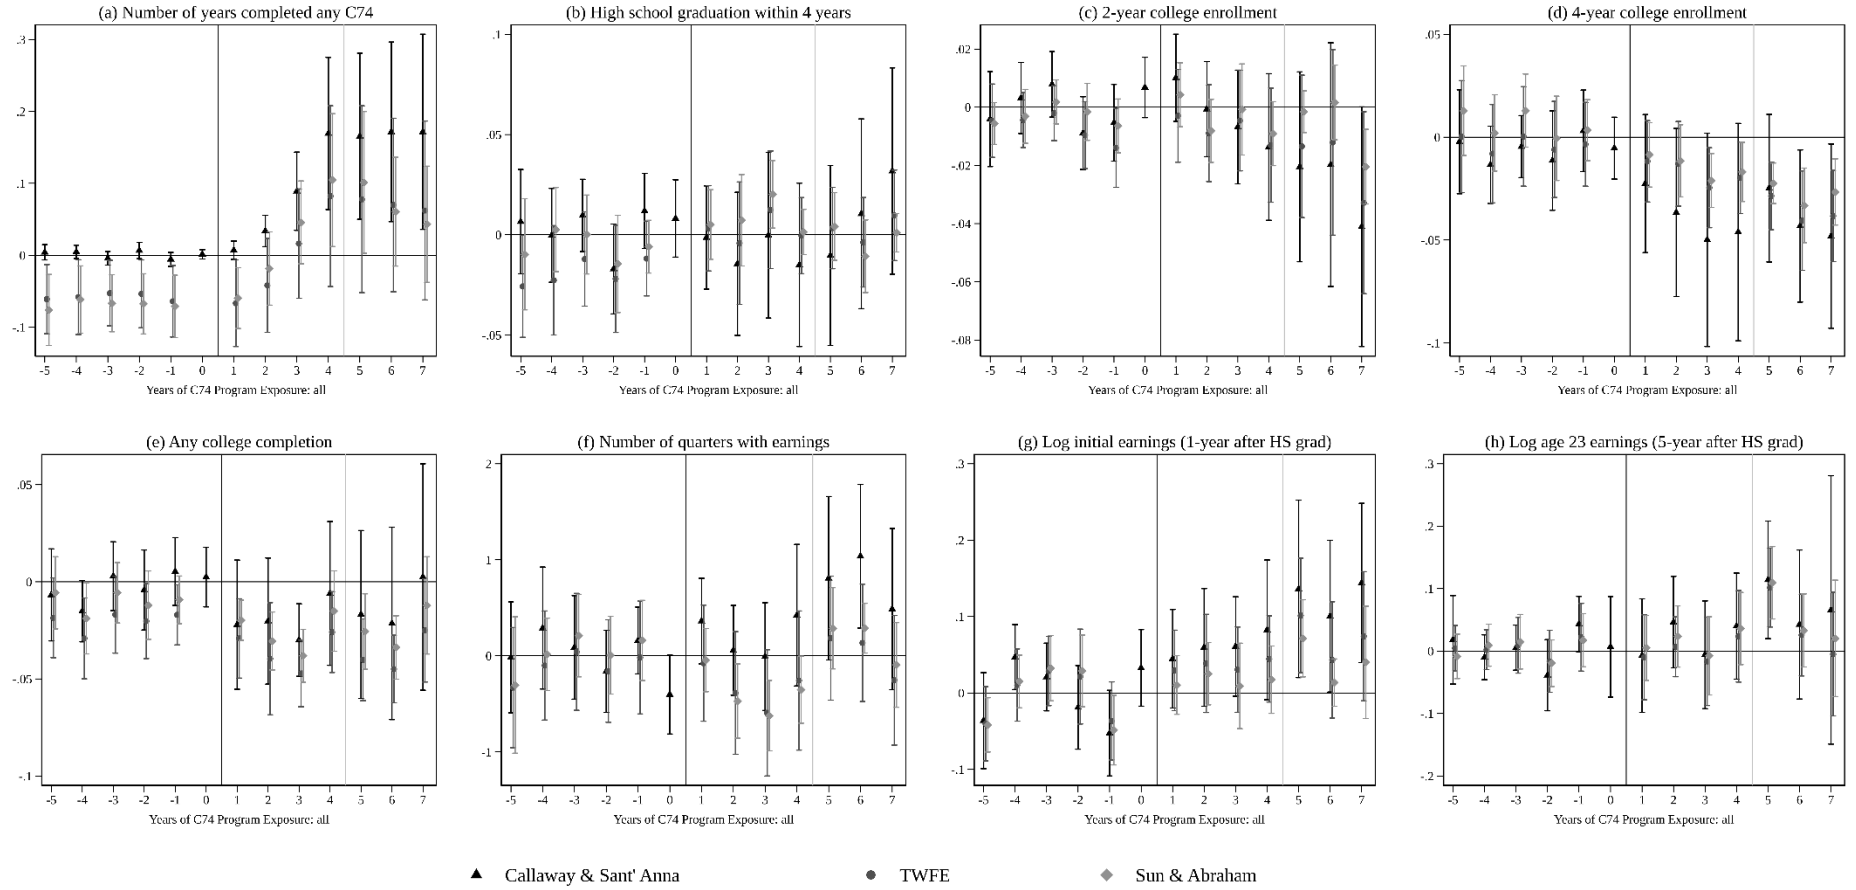 (a) Number of years completed any C74
.3
.2
.1
0
-.1
-5 -4 -3 -2 -1 0 1 2 3 4 5 6 7
Years of C74 Program Exposure: all
(b) High school graduation within 4 years
.1
.05
0
-.05
-5 -4 -3 -2 -1 0 1 2 3 4 5 6 7
Years of C74 Program Exposure: all
(c) 2-year college enrollment
.02
0
-.02
-.04
-.06
-.08
-5 -4 -3 -2 -1 0 1 2 3 4 5 6 7
Years of C74 Program Exposure: all
(d) 4-year college enrollment
.05
0
-.05
-.1
-5 -4 -3 -2 -1 0 1 2 3 4 5 6 7
Years of C74 Program Exposure: all
(e) Any college completion
.05
0
-.05
-.1
-5 -4 -3 -2 -1 0 1 2 3 4 5 6 7
Years of C74 Program Exposure: all
(f) Number of quarters with earnings
2
1
0
-1
-5 -4 -3 -2 -1 0 1 2 3 4 5 6 7
Years of C74 Program Exposure: all
(g) Log initial earnings (1-year after HS grad)
.3
.2
.1
0
-.1
-5 -4 -3 -2 -1 0 1 2 3 4 5 6 7
Years of C74 Program Exposure: all
(h) Log age 23 earnings (5-year after HS grad)
.3
.2
.1
0
-.1
-.2
-5 -4 -3 -2 -1 0 1 2 3 4 5 6 7
Years of C74 Program Exposure: all
Callaway & Sant' Anna TWFE Sun & Abraham